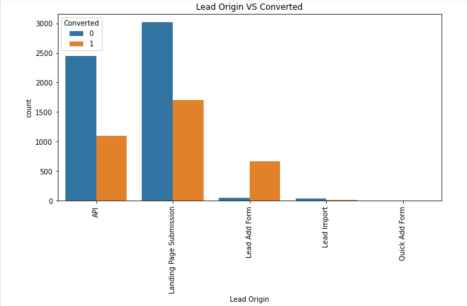 Lead Origin VS Converted
Converted
0
1
3000
2500
2000
1500
1000
500
0
count
API
Landing Page Submission
Lead Add Form
Lead Import
Quick Add Form
Lead Origin